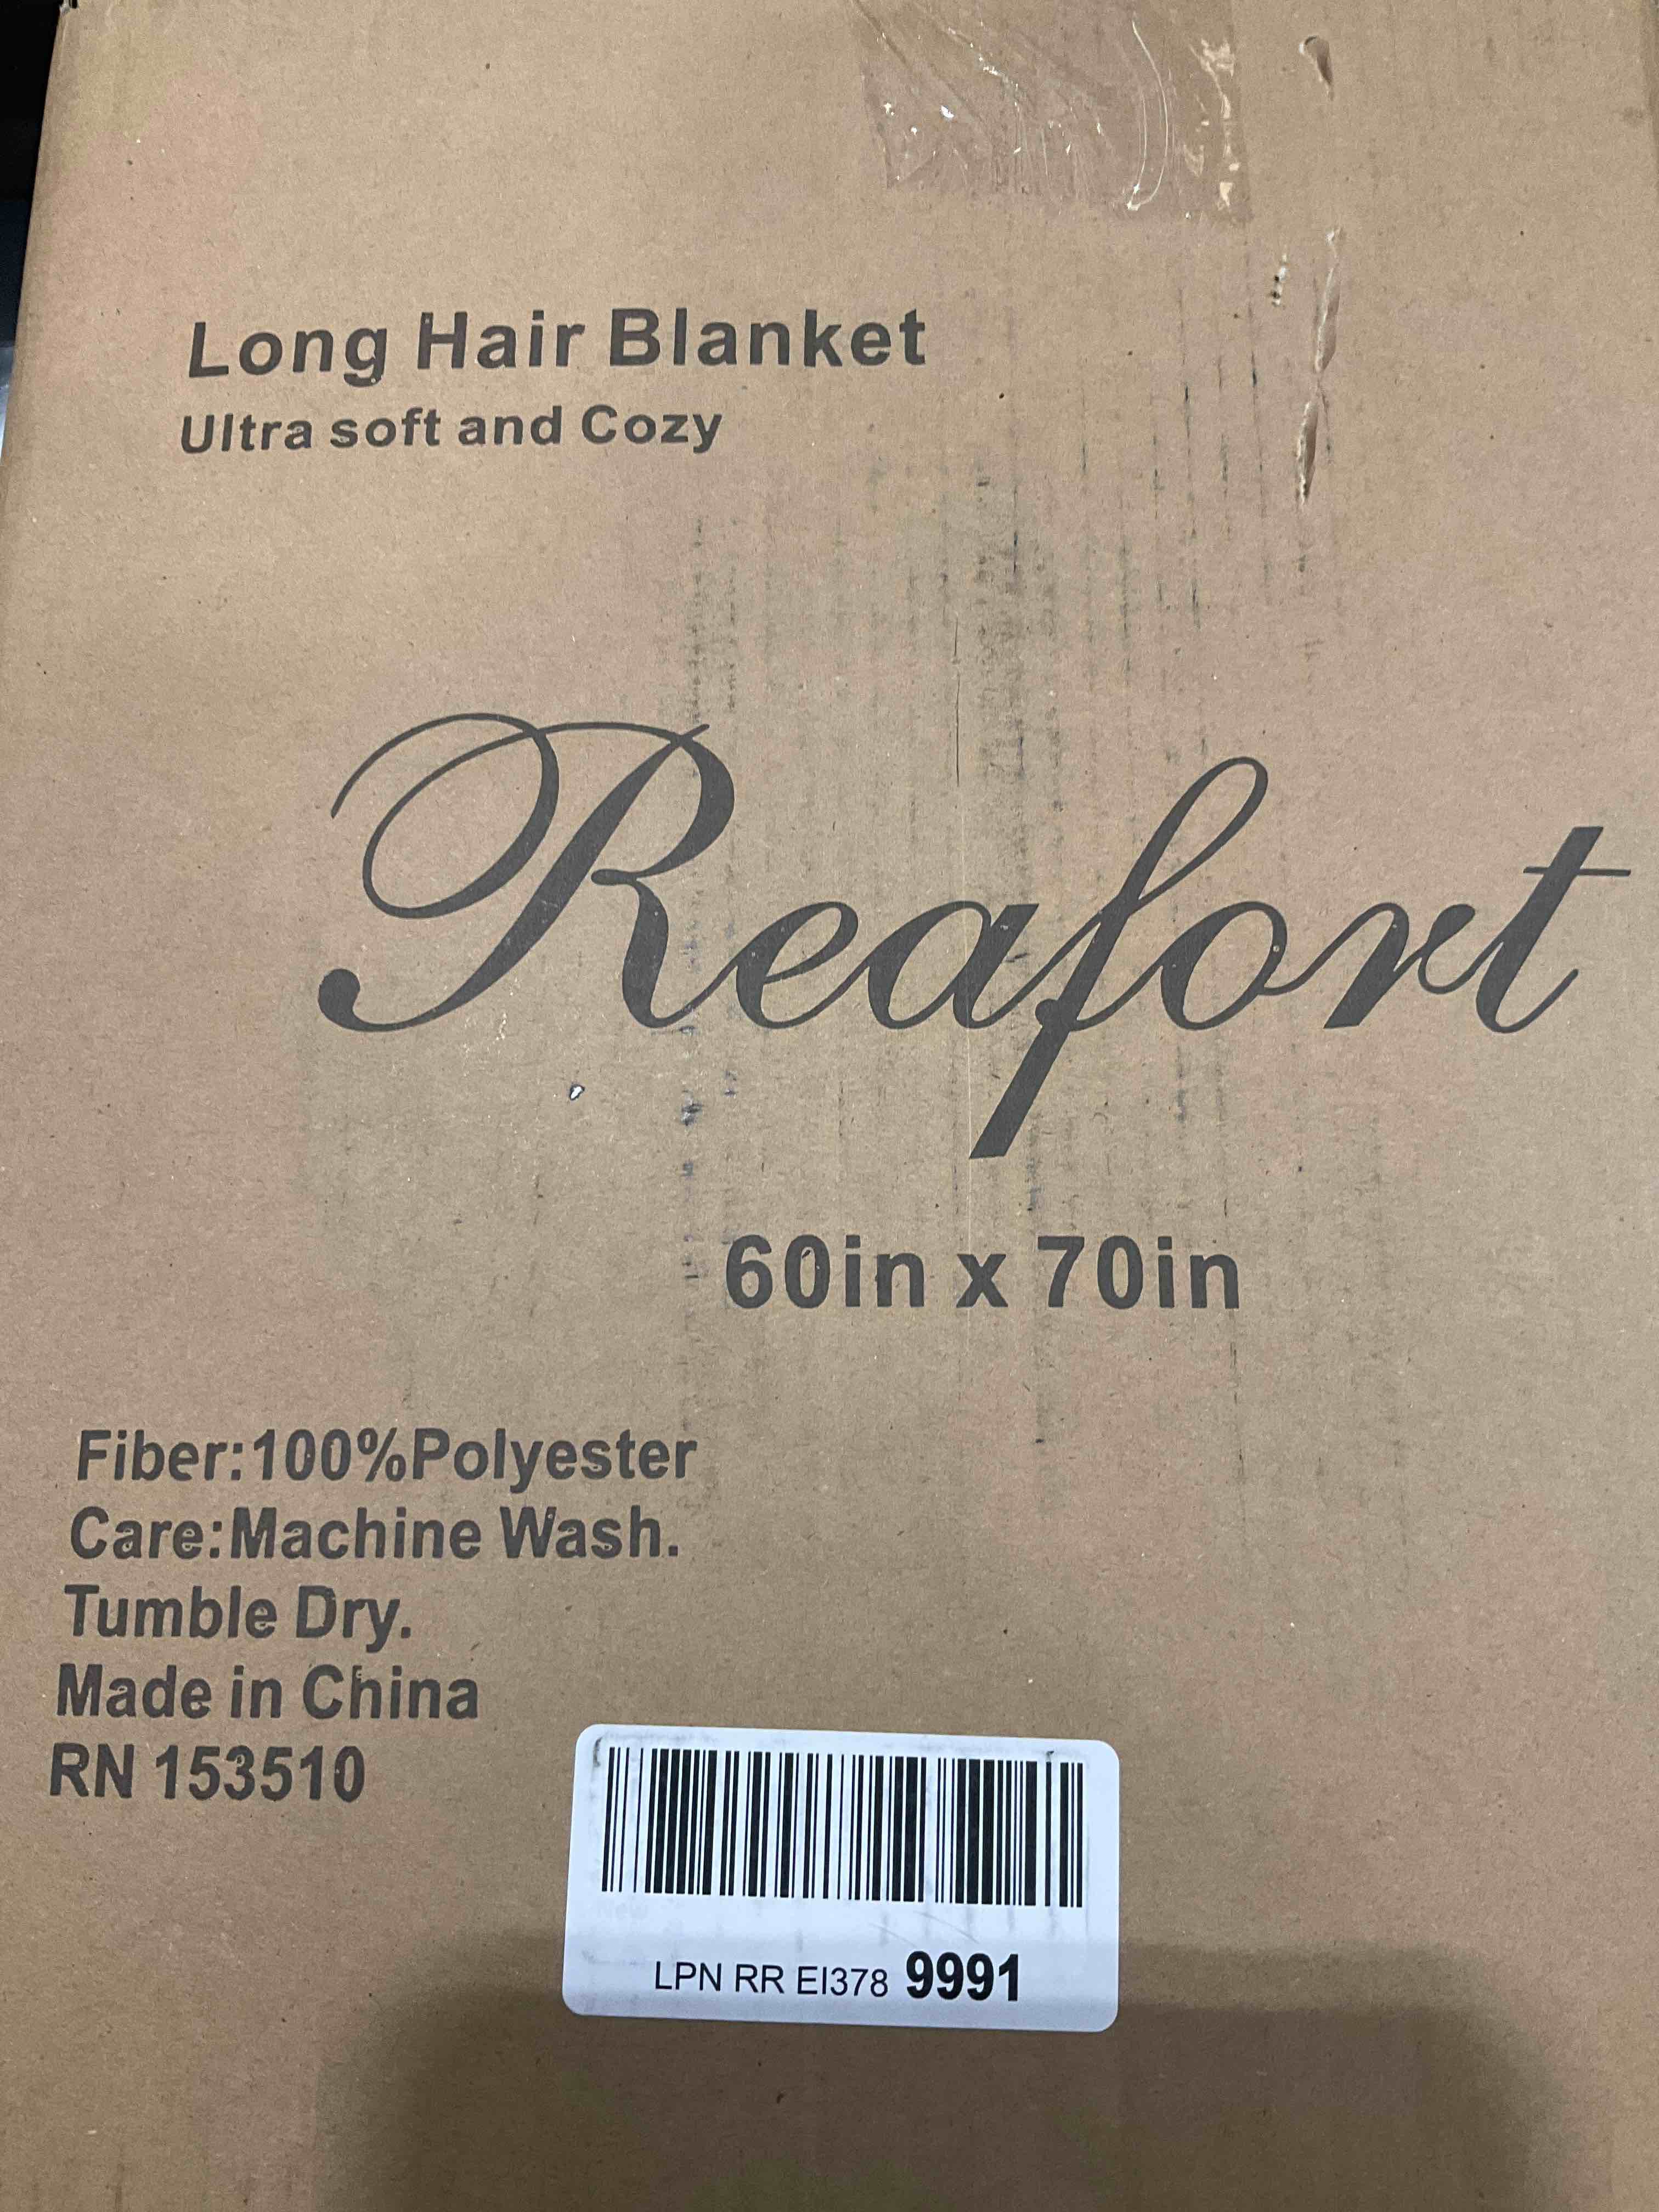 Long Hair Blanket
Ultra soft and Cozy
Reafort
60in x 70in
Fiber:100%Polyester
Care:Machine Wash.
Tumble Dry.
Made in China
RN 153510
LPN RR EI378 9991